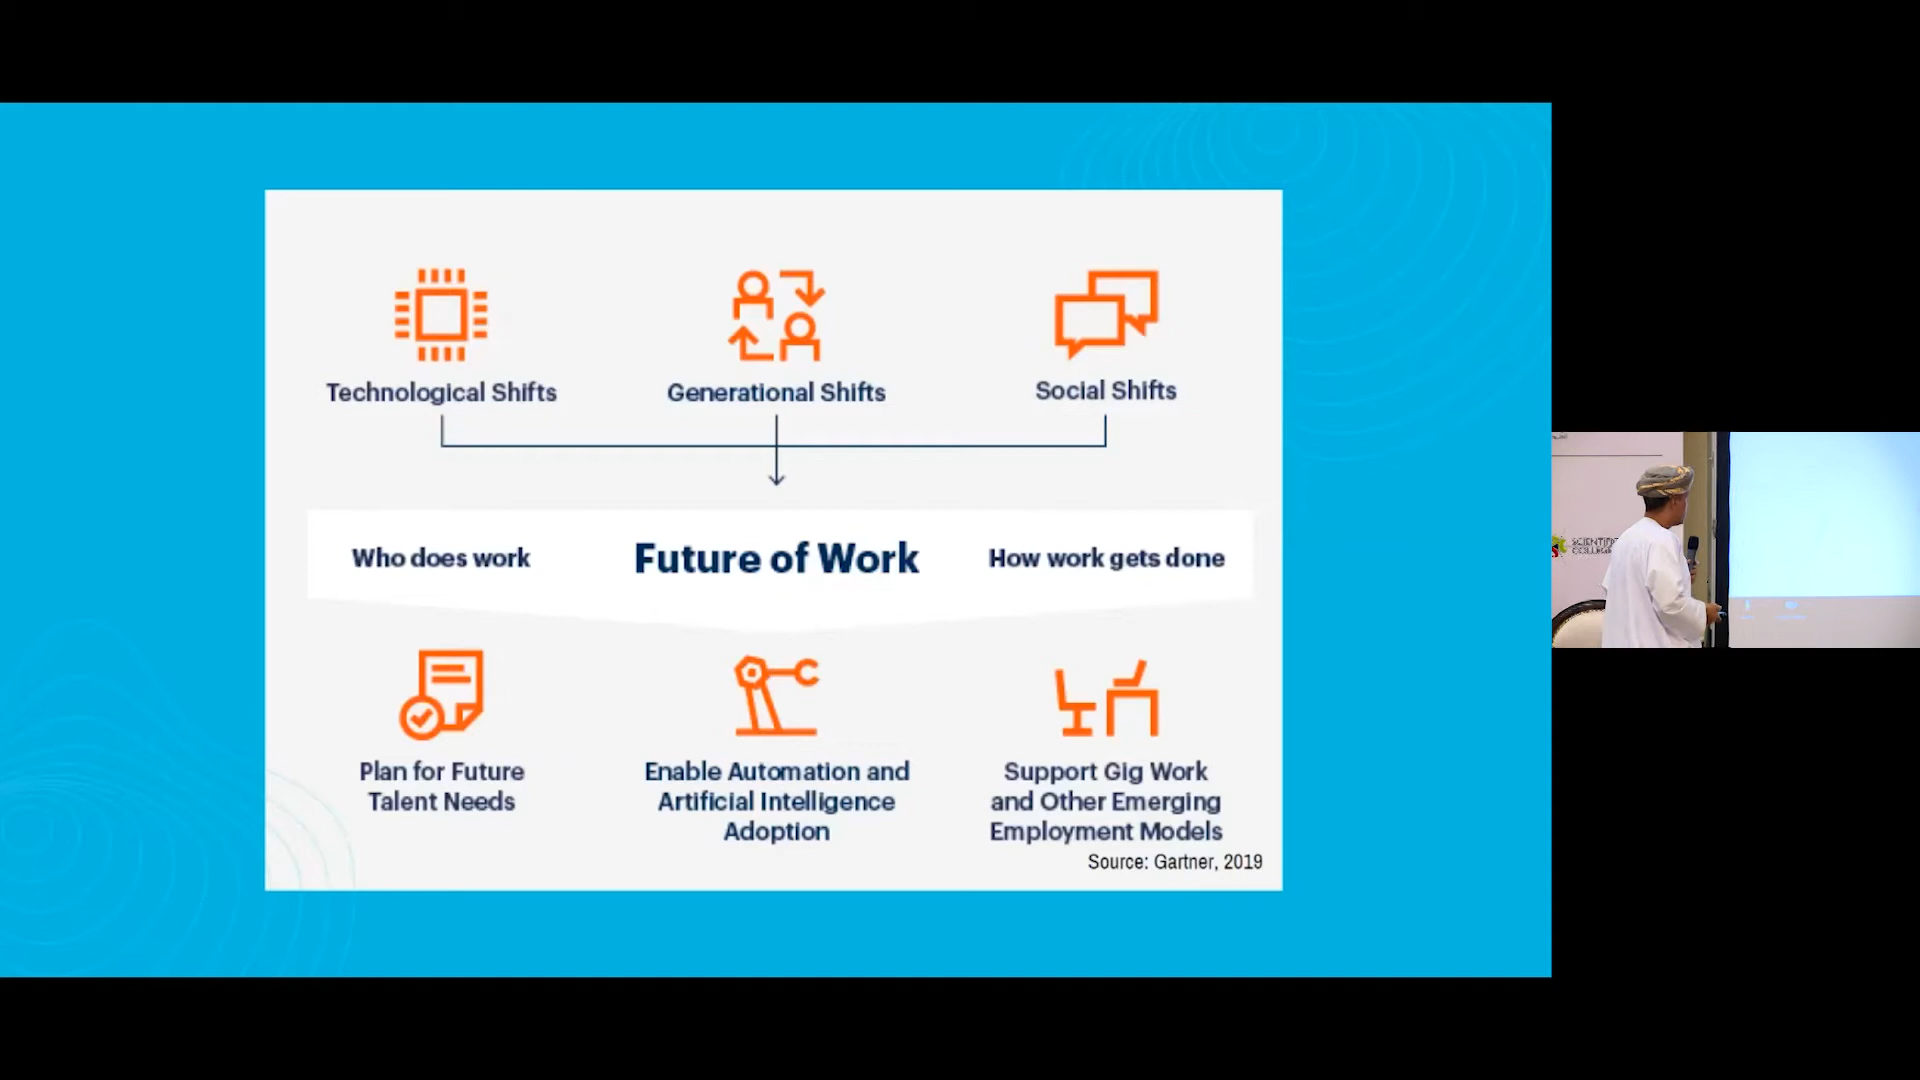 Technological Shifts
Generational Shifts
Social Shifts
Who does work
Future of Work
How work gets done
Plan for Future
Talent Needs
Enable Automation and
Artificial Intelligence
Adoption
Support Gig Work
and Other Emerging
Employment Models
Source: Gartner, 2019
COLLEGE